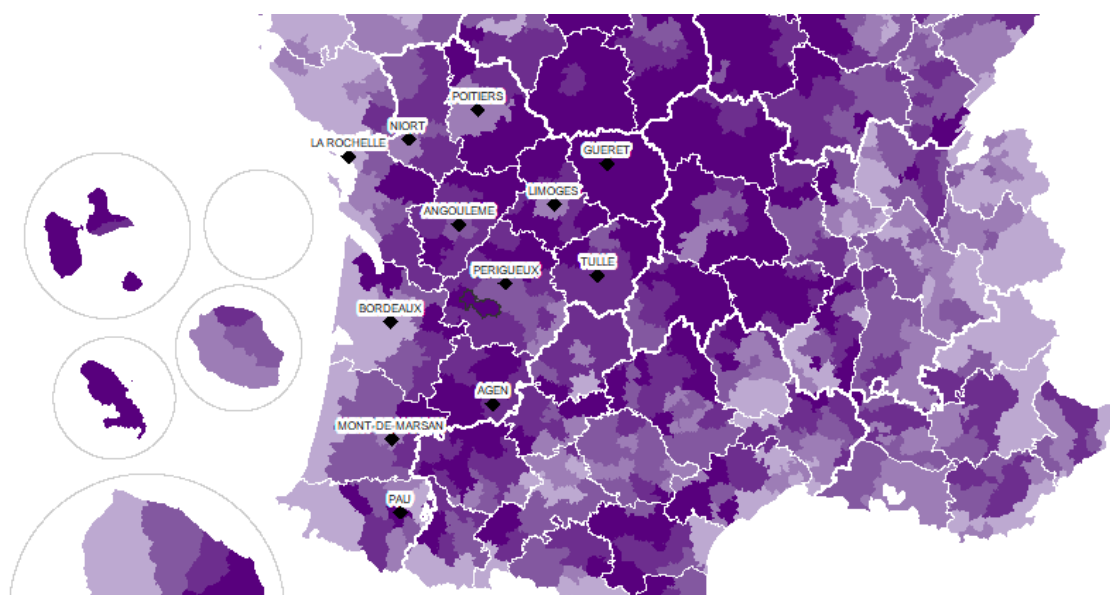 POITIERS
NIORT
LA ROCHELLE
GUERET
LIMOGES
ANGOULEME
TULLE
PERIGUEUX
BORDEAUX
AGEN
MONT-DE-MARSAN
PAU